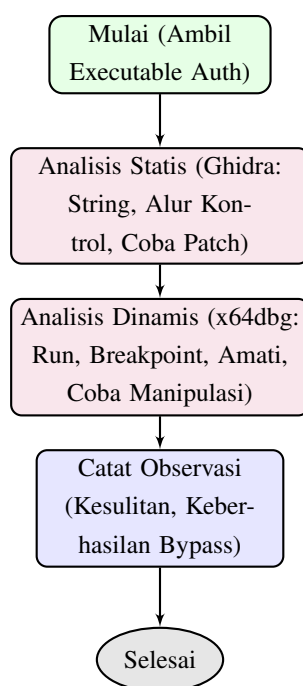 Mulai (Ambil
Executable Auth)
Analisis Statis (Ghidra:
String, Alur Kon-
trol, Coba Patch)
Analisis Dinamis (x64dbg:
Run, Breakpoint, Amati,
Coba Manipulasi)
Catat Observasi
(Kesulitan, Keber-
hasilan Bypass)
Selesai